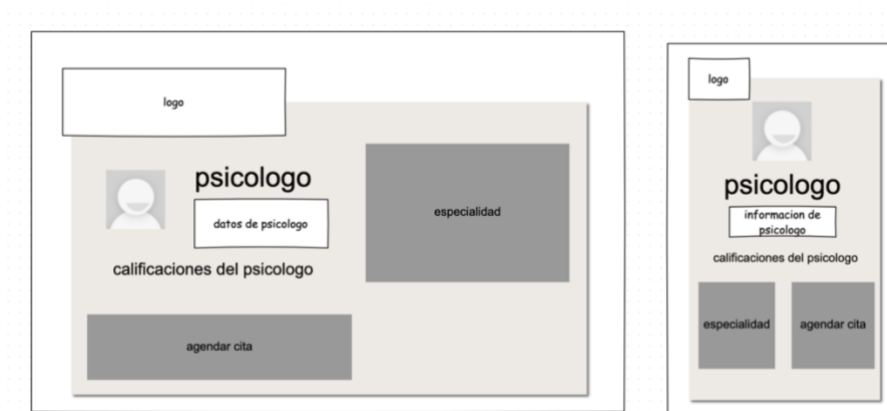 logo
psicologo
datos de psicologo
calificaciones del psicologo
especialidad
agendar cita
logo
psicologo
informacion de
psicologo
calificaciones del psicologo
especialidad
agendar cita